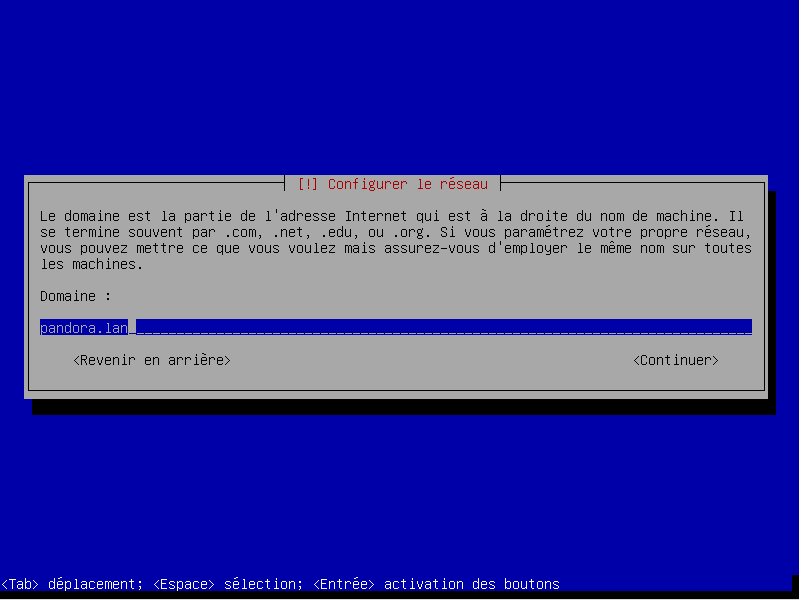 [!] Configurer le réseau
Le domaine est la partie de l'adresse Internet qui est à la droite du nom de machine. Il
se termine souvent par .com, .net, .edu, ou .org. Si vous paramétrez votre propre réseau,
vous pouvez mettre ce que vous voulez mais assurez-vous d'employer le même nom sur toutes
les machines.
Domaine :
pandora.lan
<Revenir en arrière> <Continuer>
<Tab> déplacement; <Espace> sélection; <Entrée> activation des boutons